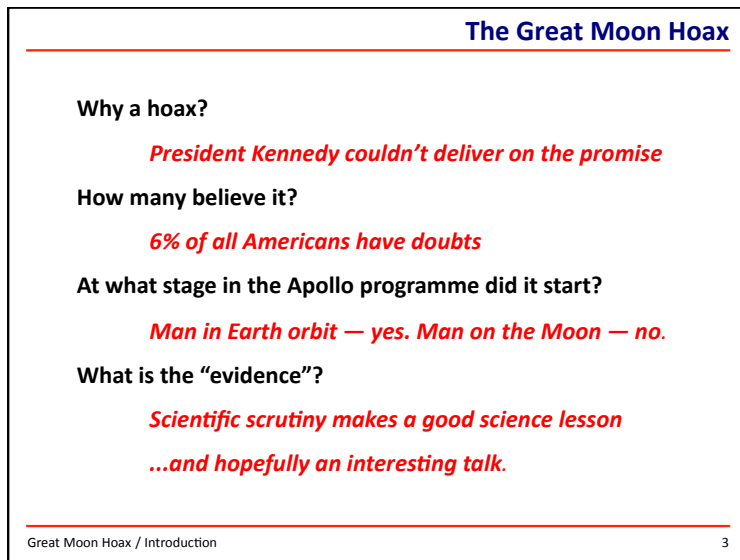 The Great Moon Hoax
Why a hoax?
President Kennedy couldn’t deliver on the promise
How many believe it?
6% of all Americans have doubts
At what stage in the Apollo programme did it start?
Man in Earth orbit — yes. Man on the Moon — no.
What is the “evidence”?
Scientific scrutiny makes a good science lesson
...and hopefully an interesting talk.
Great Moon Hoax / Introduction 3